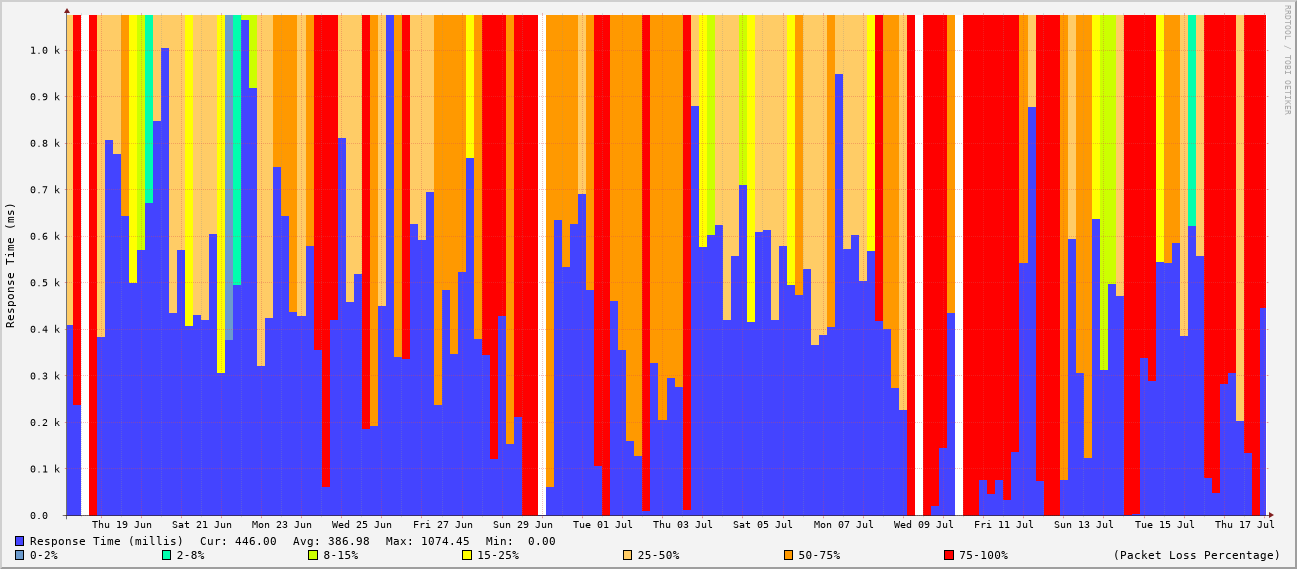 RRDTOOL / TOBI OETIKER
Response Time (ms)
1.0 k
0.9 k
0.8 k
0.7 k
0.6 k
0.5 k
0.4 k
0.3 k
0.2 k
0.1 k
0.0
Thu 19 Jun Sat 21 Jun Mon 23 Jun Wed 25 Jun Fri 27 Jun Sun 29 Jun Tue 01 Jul Thu 03 Jul Sat 05 Jul Mon 07 Jul Wed 09 Jul Fri 11 Jul Sun 13 Jul Tue 15 Jul Thu 17 Jul
Response Time (millis) Cur: 446.00 Avg: 386.98 Max: 1074.45 Min: 0.00
0-2% 2-8% 8-15% 15-25% 25-50% 50-75% 75-100% (Packet Loss Percentage)